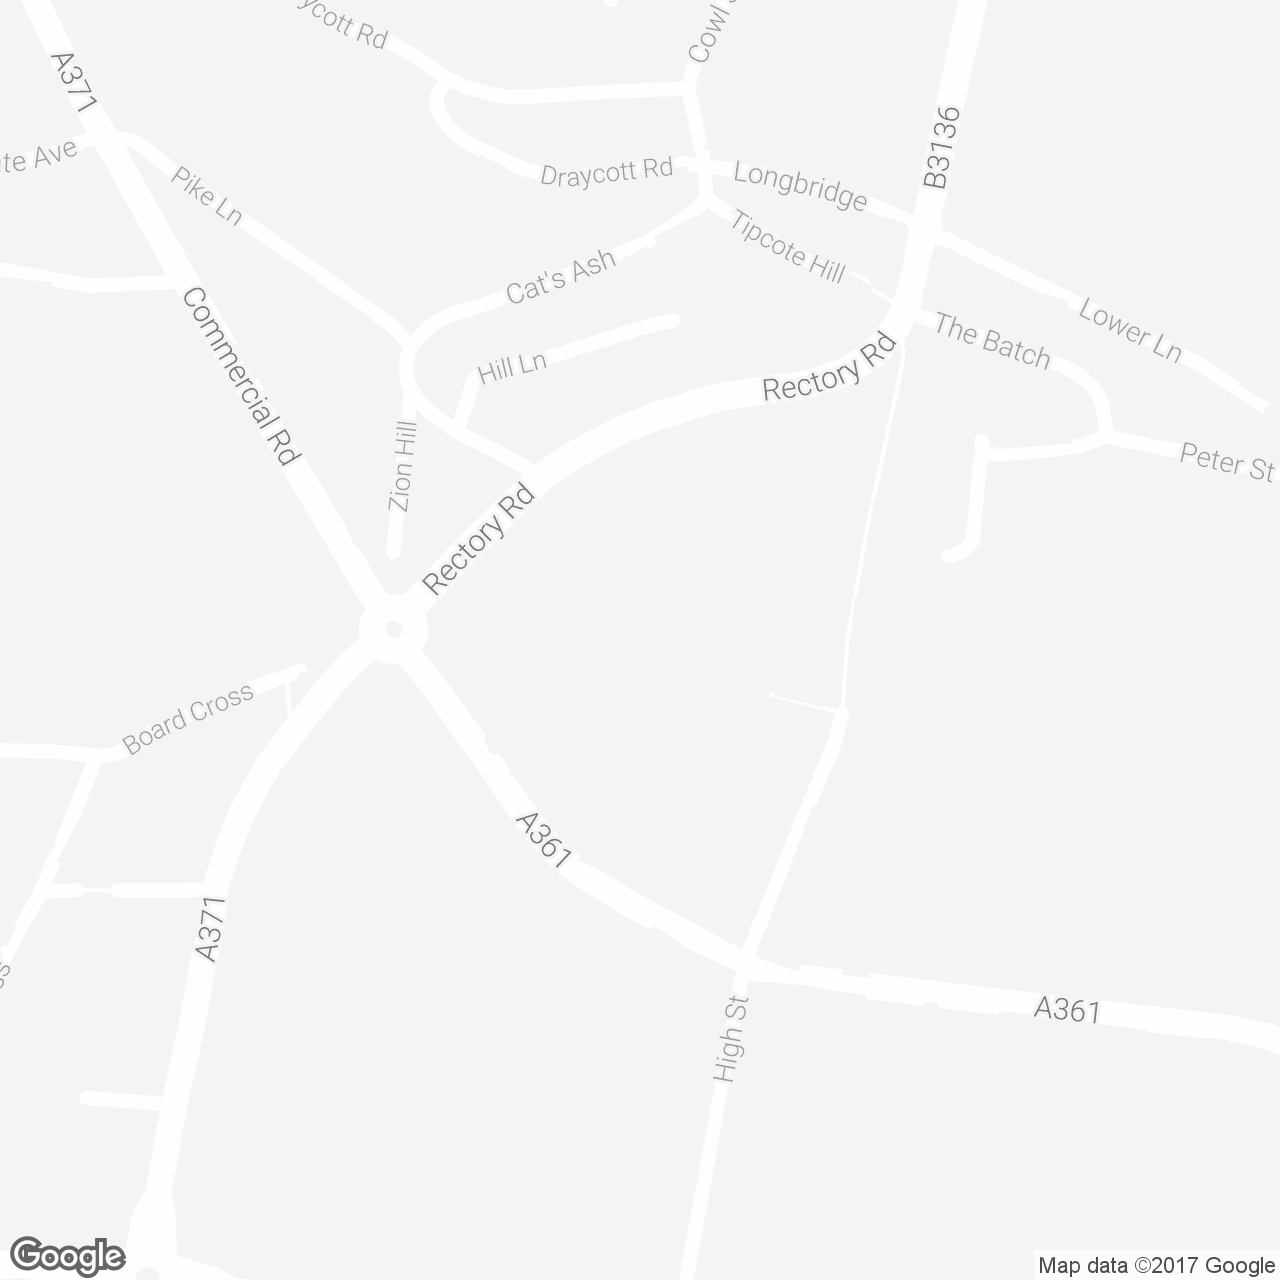 Draycott Rd
Cowl
A371
B3136
Draycott Rd
Longbridge
Pike Ln
Tipcote Hill
Cat's Ash
Commercial Rd
Lower Ln
The Batch
Hill Ln
Rectory Rd
Zion Hill
Peter St
Rectory Rd
Board Cross
A361
A371
A361
High St
Google
Map data ©2017 Google